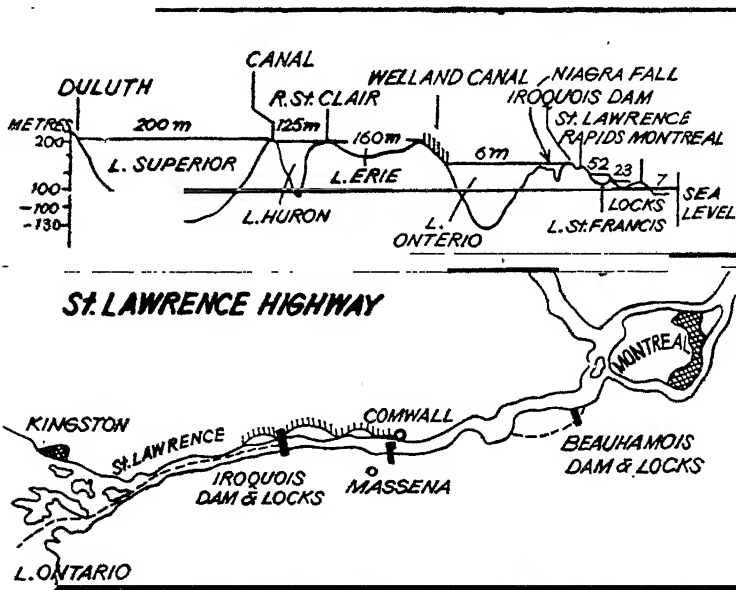 CANAL
DULUTH
R.St.CLAIR
WELLAND CANAL
NIAGRA FALL
IROQUOIS DAM
St. LAWRENCE
RAPIDS MONTREAL
METRES
200 m
125m
160m
6 m
52
23
7
200
L. SUPERIOR
L.ERIE
100
-100
-130
L.HURON
L.
ONTERIO
LOCKS
L.St.FRANCIS
SEA
LEVEL
St. LAWRENCE HIGHWAY
MONTREAL
KINGSTON
St.LAWRENCE
COMWALL
IROQUOIS
DAM & LOCKS
MASSENA
BEAUHAMOIS
DAM & LOCKS
L.ONTARIO